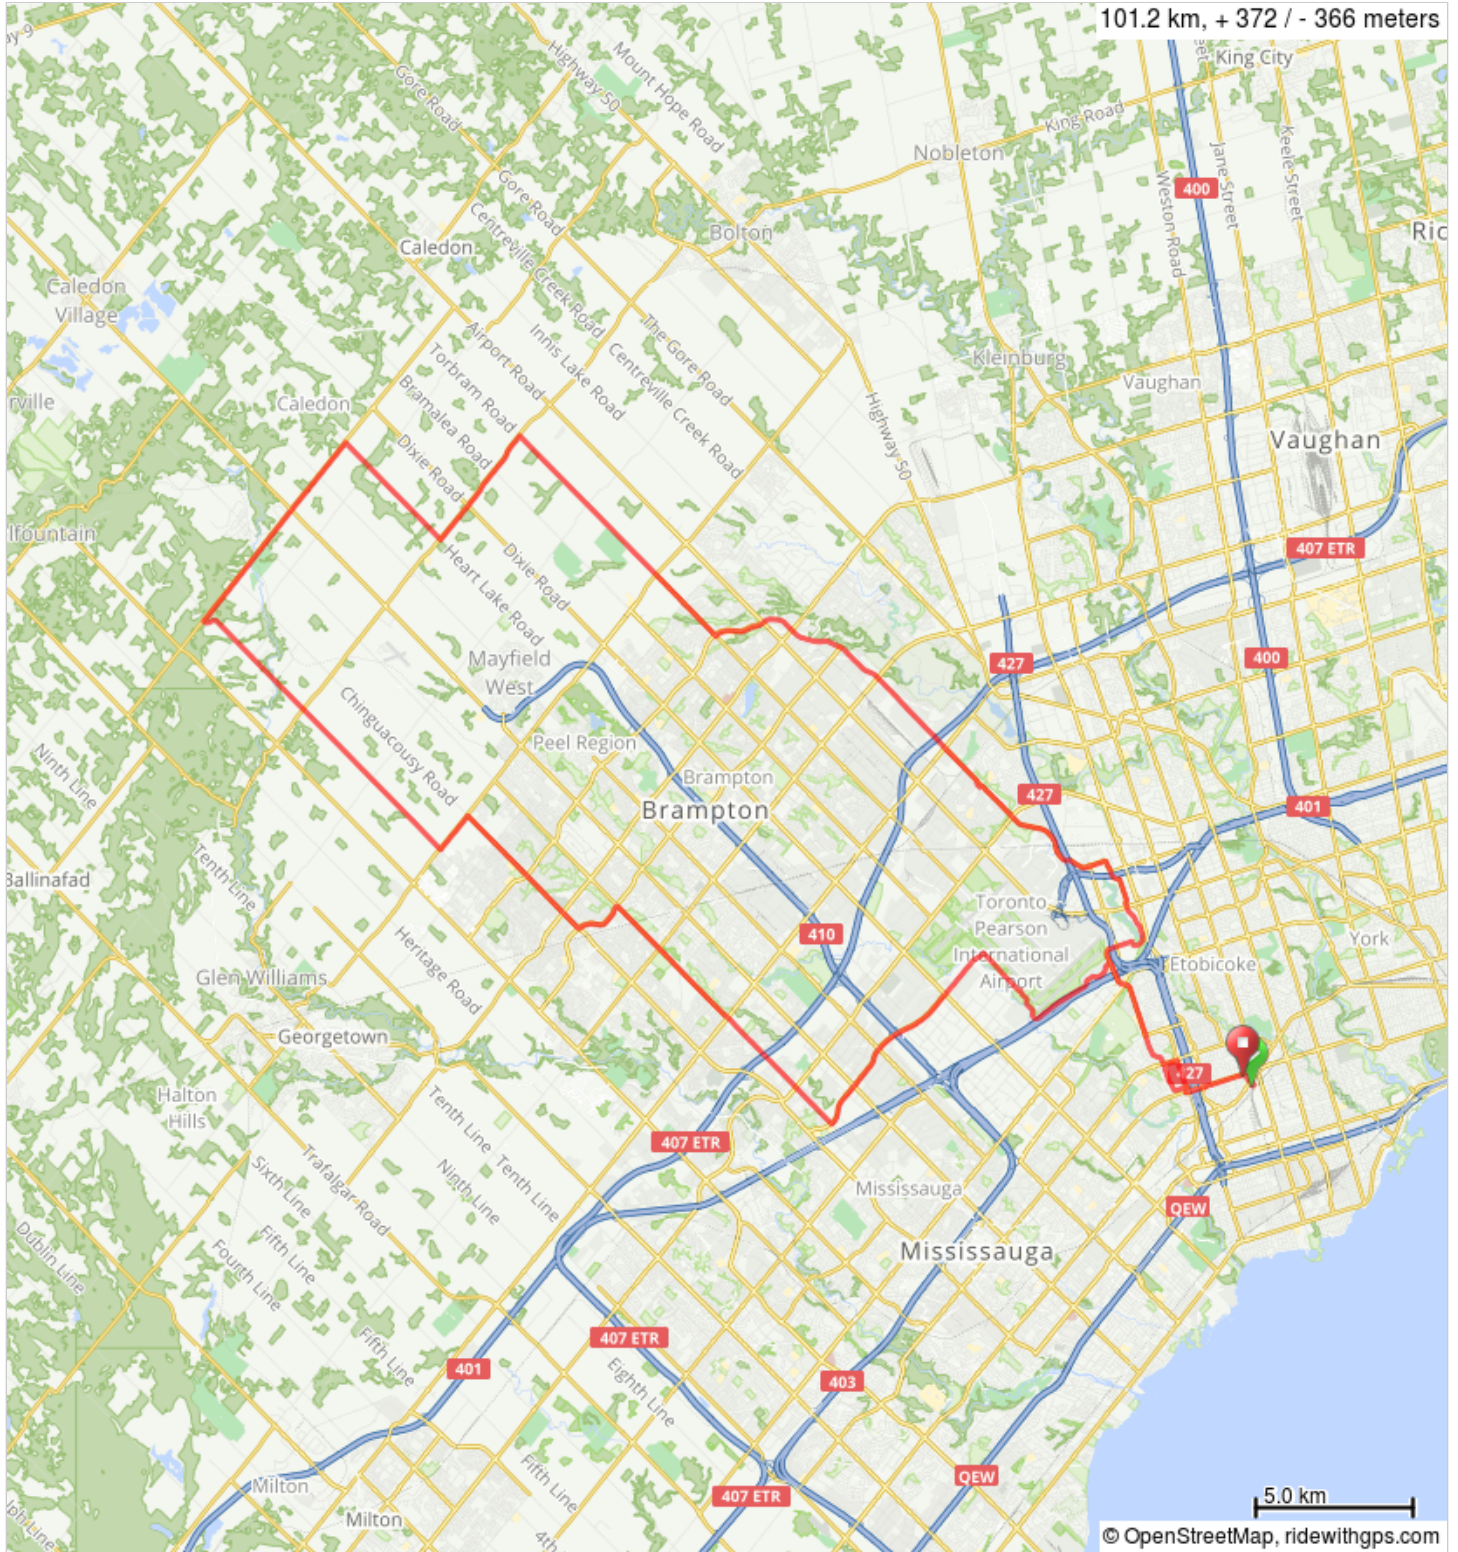 101.2 km, + 372 / - 366 meters
King City
Highway 50
Mount Hope Road
Gore Road
King Road
Nobleton
Keele Street
Jane Street
400
Weston Road
Gore Road
Centreville Creek Road
Bolton
Ric
Caledon
Caledon
Village
Airport Road
Innis Lake Road
The Gore Road
Kleinburg
Torbram Road
Centreville Creek Road
Vaughan
Bramalea Road
rville
Caledon
Highway 50
Vaughan
Dixie Road
lfountain
407 ETR
Heart Lake Road
Dixie Road
Mayfield
West
427
400
Chinguacousy Road
Peel Region
Ninth Line
Brampton
Brampton
427
401
Tenth Line
Ballinafad
Toronto
Pearson
International
Airport
410
York
Heritage Road
Etobicoke
Glen Williams
Georgetown
27
Halton
Hills
Tenth Line
Tenth Line
407 ETR
Trafalgar Road
Sixth Line
Ninth Line
Mississauga
QEW
Dublin Line
Fifth Line
Fourth Line
Mississauga
407 ETR
Fifth Line
401
403
Eighth Line
Fifth Line
QEW
Milton
407 ETR
5.0 km
Milton
4th
© OpenStreetMap, ridewithgps.com